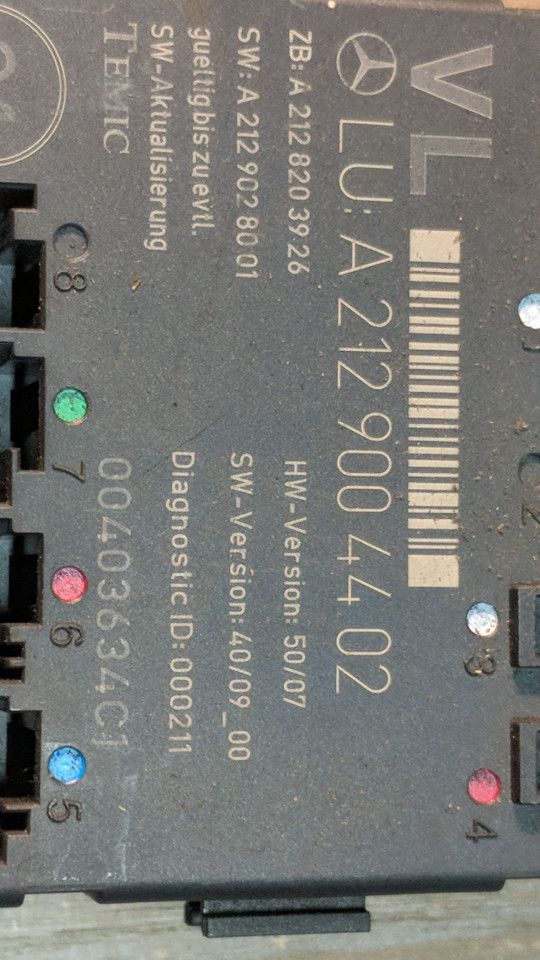 VL
LU: A 212 900 44 02
ZB: A 212 820 39 26
SW: A 212 902 80 01
gueltig bis zu evtl.
SW-Aktualisierung
TEMIC
HW-Version: 50/07
SW-Version: 40/09_00
Diagnostic ID: 000211
00403634C1
2
3
4
8
7
6
5